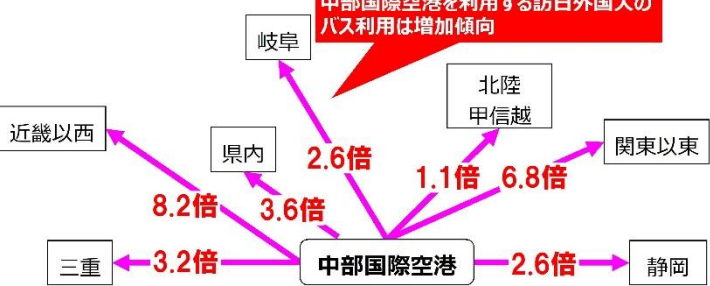 中部国際空港を利用する訪日外国人の
バス利用は増加傾向
岐阜
北陸
甲信越
近畿以西
県内
関東以東
2.6倍
1.1倍
6.8倍
8.2倍
3.6倍
三重
3.2倍
中部国際空港
2.6倍
静岡